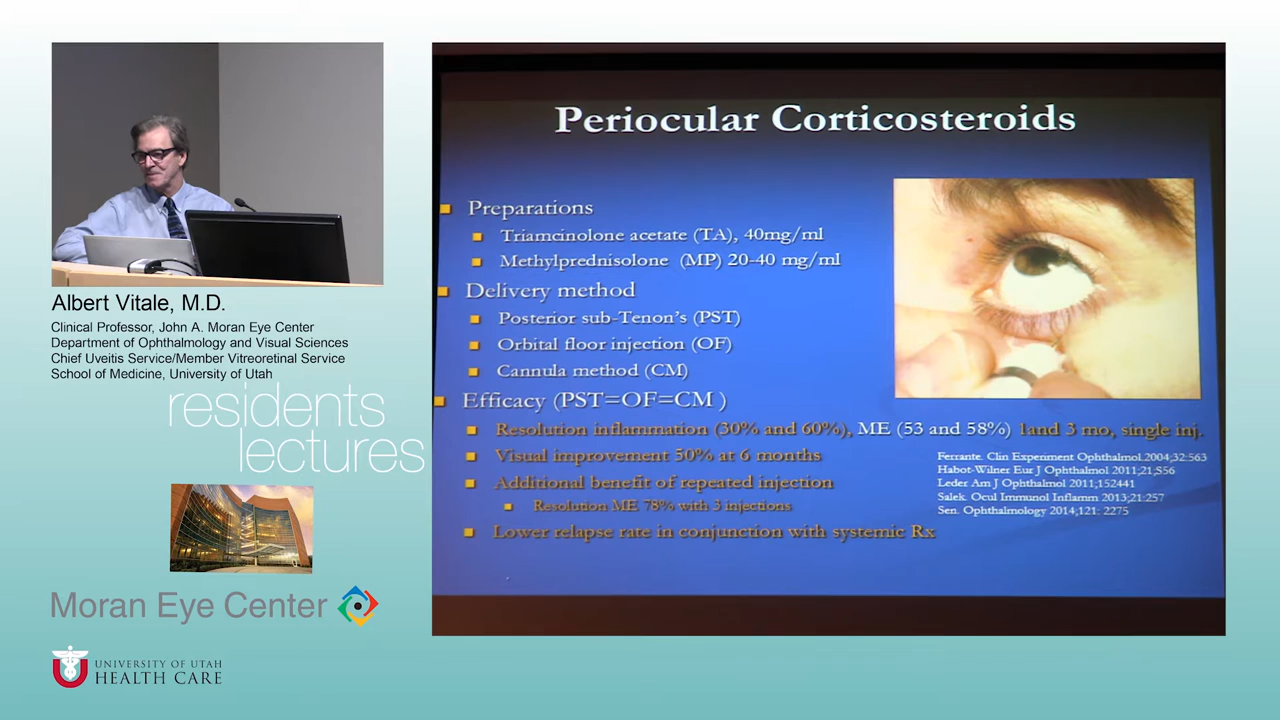 Albert Vitale, M.D.
Clinical Professor, John A. Moran Eye Center
Department of Ophthalmology and Visual Sciences
Chief Uveitis Service/Member Vitreoretinal Service
School of Medicine, University of Utah
residents
lectures
Moran Eye Center
UNIVERSITY OF UTAH
HEALTH CARE
Periocular Corticosteroids
Preparations
Triamcinolone acetate (TA), 40mg/ml
Methylprednisolone (MP) 20-40 mg/ml
Delivery method
Posterior sub-Tenon's (PST)
Orbital floor injection (OF)
Cannula method (CM)
Efficacy (PST=OF=CM )
Resolution inflammation (30% and 60%), ME (53 and 58%) 1and 3 mo, single inj.
Visual improvement 50% at 6 months
Additional benefit of repeated injection
Resolution ME 78% with 3 injections
Lower relapse rate in conjunction with systemic Rx
Ferrante. Clin Experiment Ophthalmol.2004;32:563
Habot-Wilner Eur J Ophthalmol 2011;21;S56
Leder Am J Ophthalmol 2011;152441
Salek. Ocul Immunol Inflamm 2013;21:257
Sen. Ophthalmology 2014;121: 2275